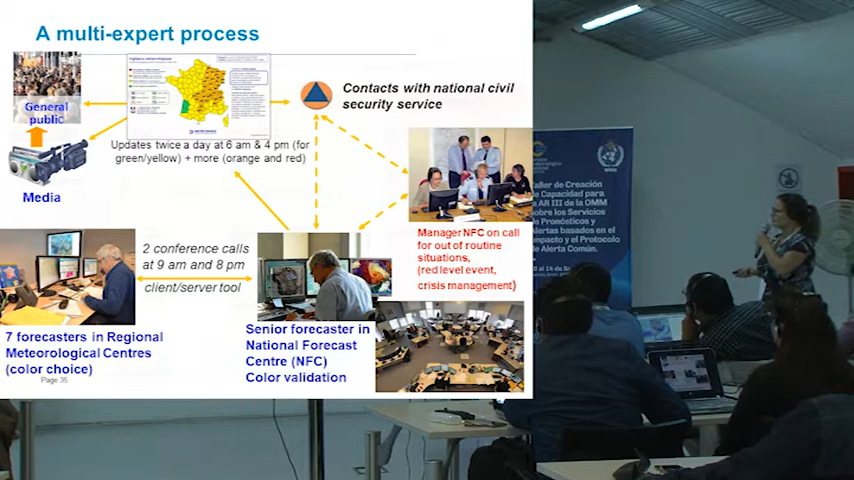 A multi-expert process
General
public
Media
Contacts with national civil
security service
Updates twice a day at 6 am & 4 pm (for
green/yellow) + more (orange and red)
2 conference calls
at 9 am and 8 pm
client/server tool
Manager NFC on call
for out of routine
situations,
(red level event,
crisis management)
7 forecasters in Regional
Meteorological Centres
(color choice)
Page 35
Senior forecaster in
National Forecast
Centre (NFC)
Color validation
Taller de Creación
de Capacidad para
la AR III de la OMM
sobre los Servicios
de Pronósticos y
Alertas basados en el
Impacto y el Protocolo
de Alerta Común.